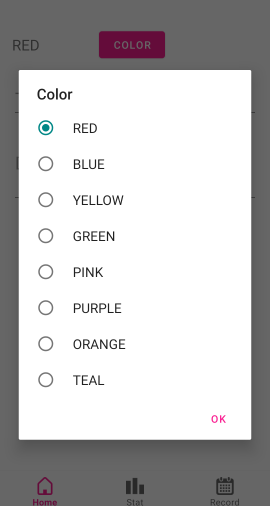 RED COLOR
Color
RED
BLUE
YELLOW
GREEN
PINK
PURPLE
ORANGE
TEAL
OK
Home Stat Record